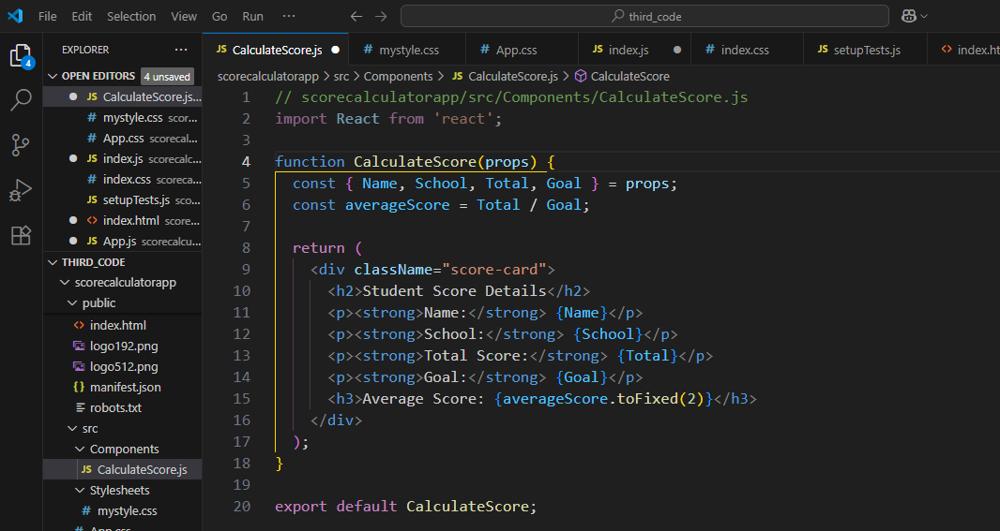 File Edit Selection View Go Run ··· third_code
EXPLORER ···
OPEN EDITORS 4 unsaved
JS CalculateScore.js...
# mystyle.css scor...
# App.css scorecal...
JS index.js scorecalc...
# index.css scoreca...
JS setupTests.js sco...
<> index.html score...
JS App.js scorecalcu...
THIRD_CODE
scorecalculatorapp
public
<> index.html
logo192.png
logo512.png
{} manifest.json
robots.txt
src
Components
JS CalculateScore.js
Stylesheets
# mystyle.css
# App.css
4
JS CalculateScore.js # mystyle.css # App.css JS index.js # index.css JS setupTests.js <> index.ht
scorecalculatorapp > src > Components > JS CalculateScore.js > CalculateScore
1 // scorecalculatorapp/src/Components/CalculateScore.js
2 import React from 'react';
3
4 function CalculateScore(props) {
5 const { Name, School, Total, Goal } = props;
6 const averageScore = Total / Goal;
7
8 return (
9 <div className="score-card">
10 <h2>Student Score Details</h2>
11 <p><strong>Name:</strong> {Name}</p>
12 <p><strong>School:</strong> {School}</p>
13 <p><strong>Total Score:</strong> {Total}</p>
14 <p><strong>Goal:</strong> {Goal}</p>
15 <h3>Average Score: {averageScore.toFixed(2)}</h3>
16 </div>
17 );
18 }
19
20 export default CalculateScore;